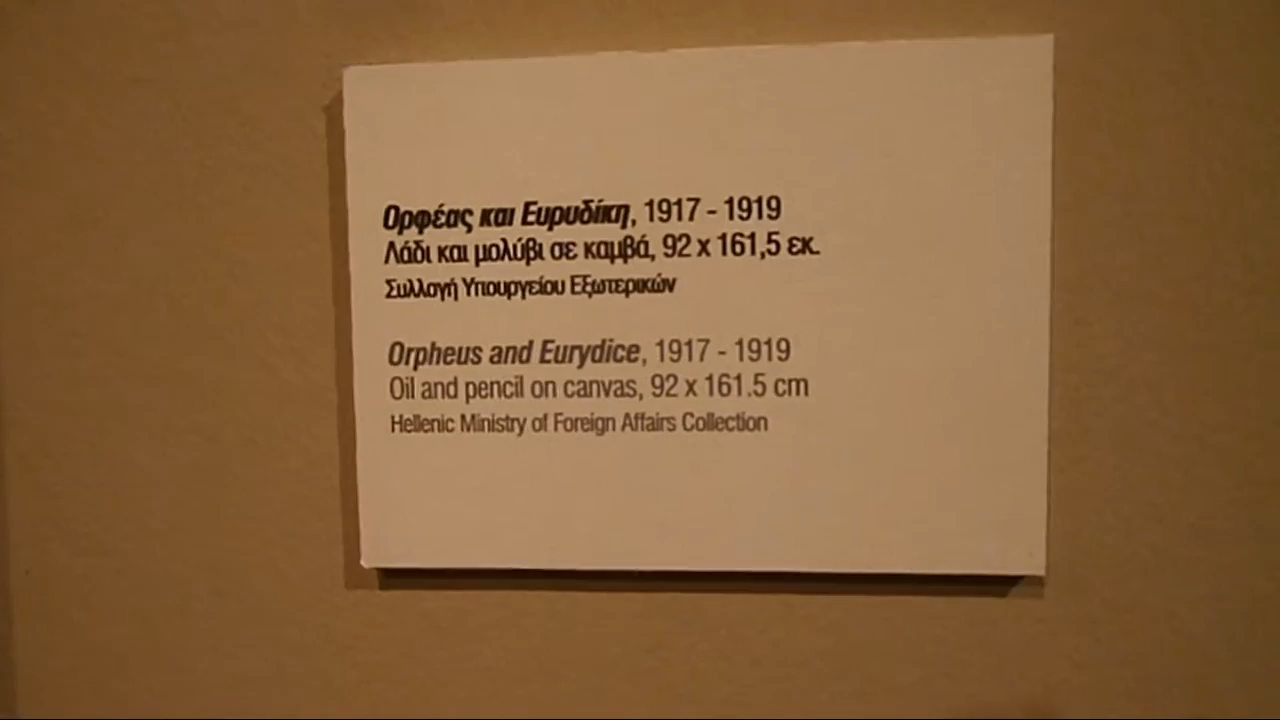 Ορφέας και Ευρυδίκη, 1917 - 1919
Λάδι και μολύβι σε καμβά, 92 x 161,5 εκ.
Συλλογή Υπουργείου Εξωτερικών
Orpheus and Eurydice, 1917 - 1919
Oil and pencil on canvas, 92 x 161.5 cm
Hellenic Ministry of Foreign Affairs Collection